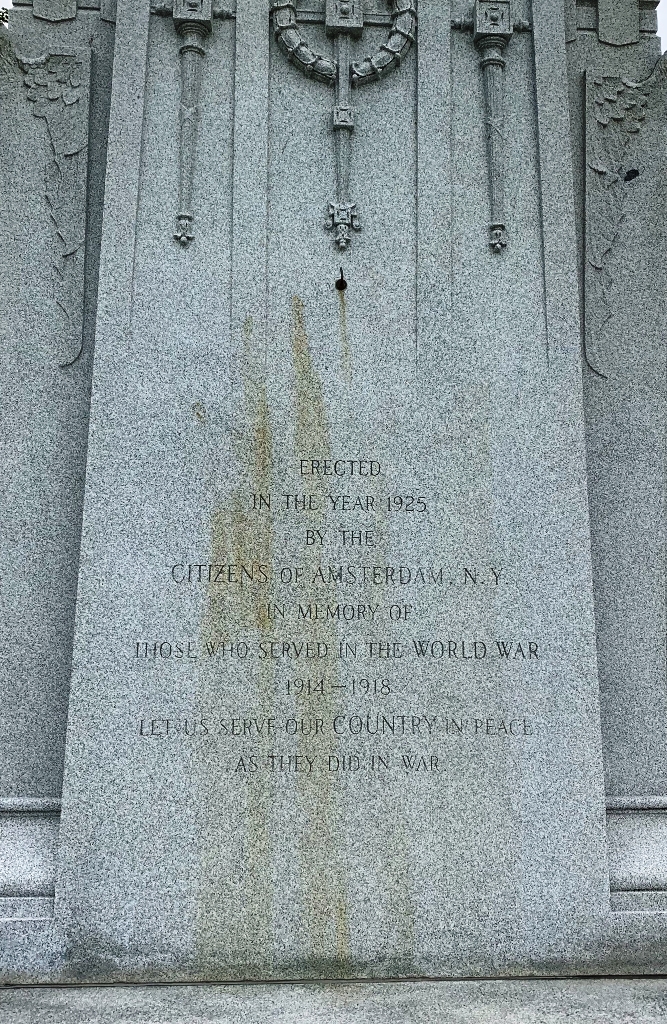 ERECTED
IN THE YEAR 1925
BY THE
CITIZENS OF AMSTERDAM, N.Y.
IN MEMORY OF
THOSE WHO SERVED IN THE WORLD WAR
1914–1918
LET US SERVE OUR COUNTRY IN PEACE
AS THEY DID IN WAR.